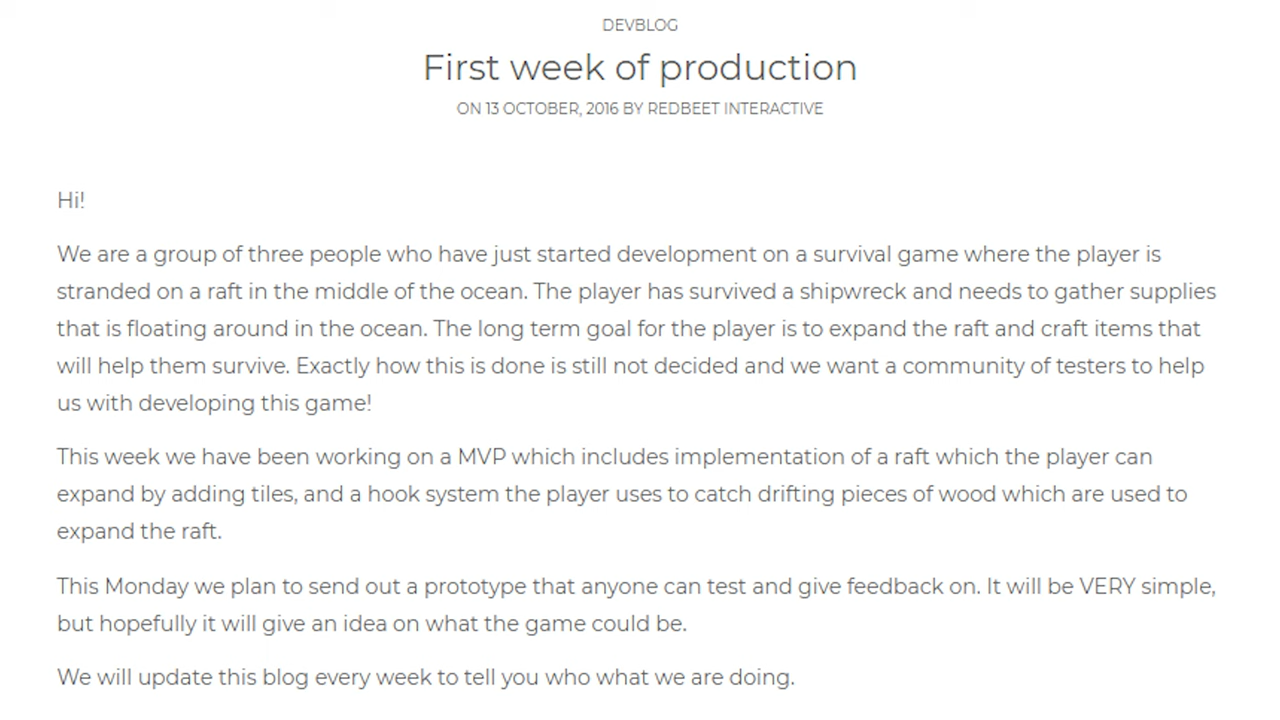 DEVBLOG
First week of production
ON 13 OCTOBER, 2016 BY REDBEET INTERACTIVE
Hi!
We are a group of three people who have just started development on a survival game where the player is
stranded on a raft in the middle of the ocean. The player has survived a shipwreck and needs to gather supplies
that is floating around in the ocean. The long term goal for the player is to expand the raft and craft items that
will help them survive. Exactly how this is done is still not decided and we want a community of testers to help
us with developing this game!
This week we have been working on a MVP which includes implementation of a raft which the player can
expand by adding tiles, and a hook system the player uses to catch drifting pieces of wood which are used to
expand the raft.
This Monday we plan to send out a prototype that anyone can test and give feedback on. It will be VERY simple,
but hopefully it will give an idea on what the game could be.
We will update this blog every week to tell you who what we are doing.